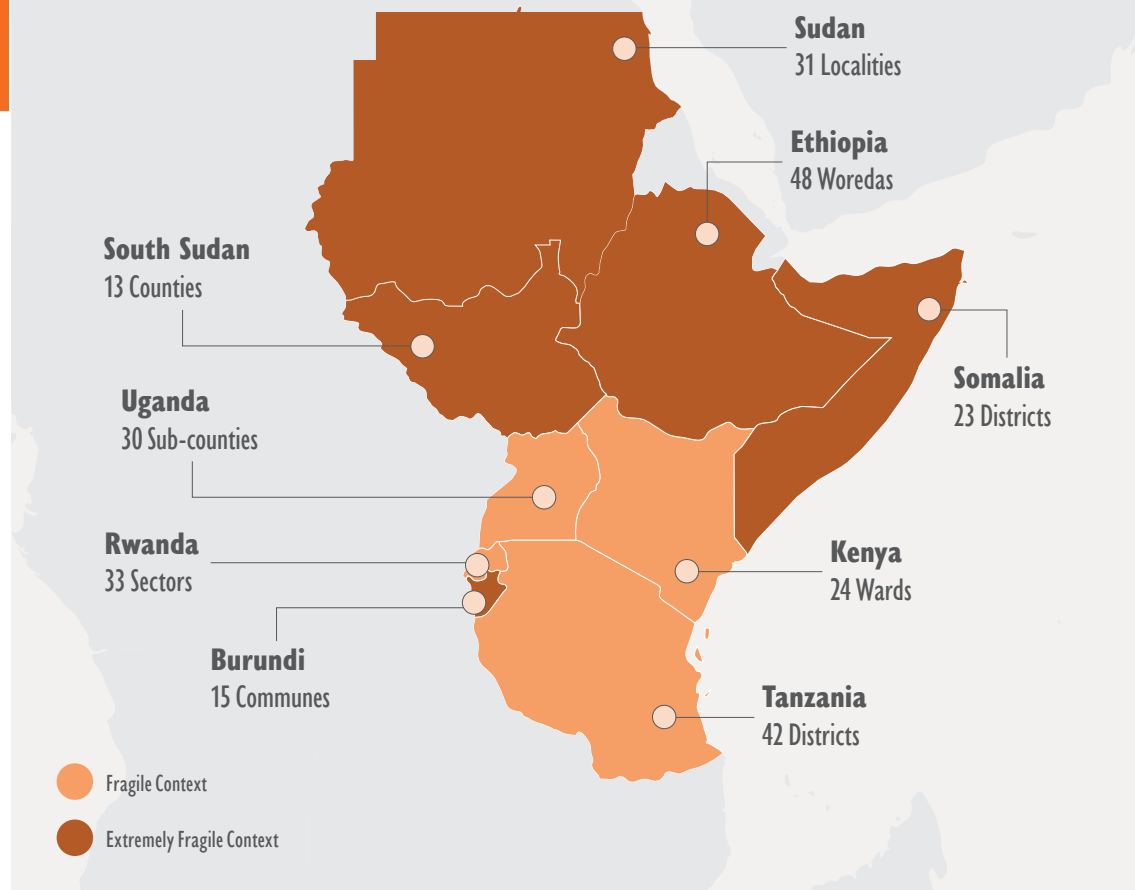 Sudan
31 Localities
Ethiopia
48 Woredas
South Sudan
13 Counties
Somalia
23 Districts
Uganda
30 Sub-counties
Rwanda
33 Sectors
Kenya
24 Wards
Burundi
15 Communes
Tanzania
42 Districts
Fragile Context
Extremely Fragile Context